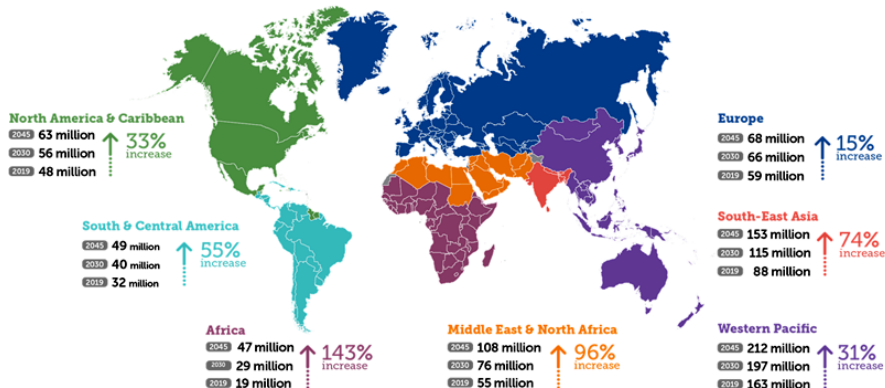 North America & Caribbean
2045 63 million
2030 56 million
2019 48 million
33%
increase
South & Central America
2045 49 million
2030 40 million
2019 32 million
55%
increase
Africa
2045 47 million
2030 29 million
2019 19 million
143%
increase
Middle East & North Africa
2045 108 million
2030 76 million
2019 55 million
96%
increase
Europe
2045 68 million
2030 66 million
2019 59 million
15%
increase
South-East Asia
2045 153 million
2030 115 million
2019 88 million
74%
increase
Western Pacific
2045 212 million
2030 197 million
2019 163 million
31%
increase